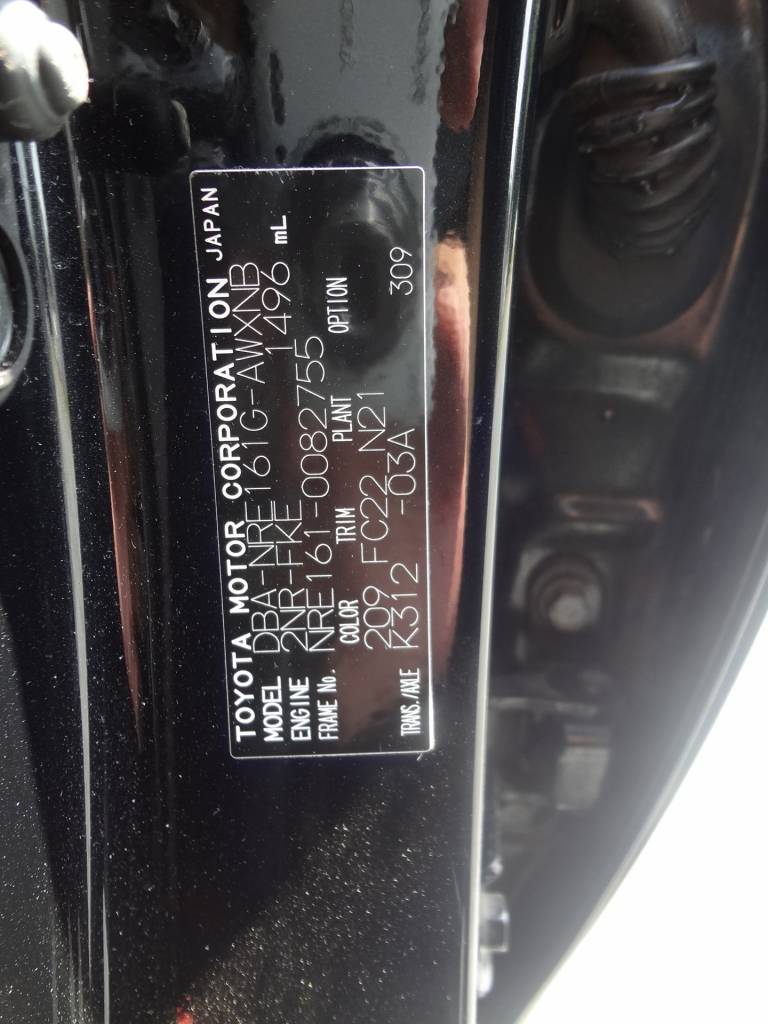 TOYOTA MOTOR CORPORATION JAPAN
MODEL DBA-NRE161G-AWXNB
ENGINE 2NR-FKE 1496 mL
FRAME No. NRE161-0082755
COLOR TRIM PLANT OPTION
209 FC22 N21
TRANS./AXLE K312 -03A 309